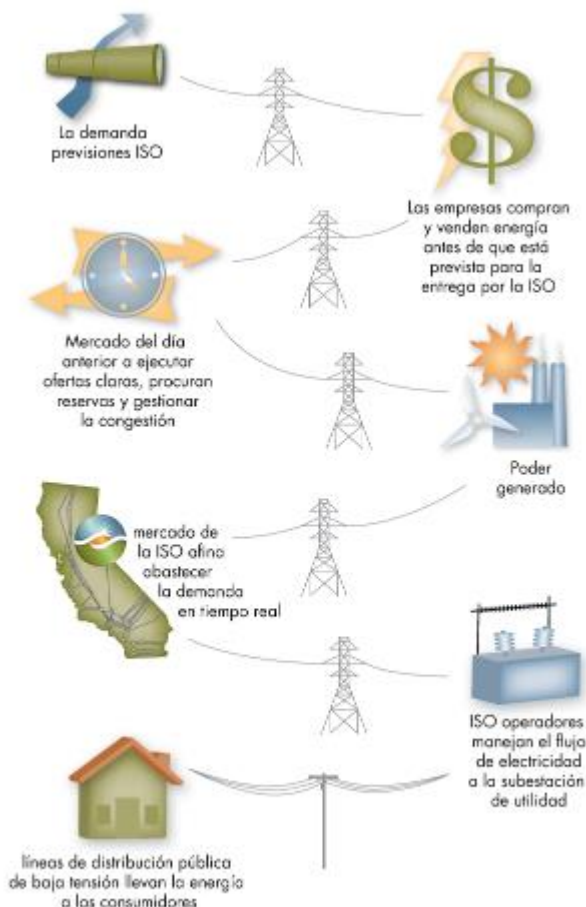 La demanda
previsiones ISO
Las empresas compran
y venden energía
antes de que está
prevista para la
entrega por la ISO
Mercado del día
anterior a ejecutar
ofertas claras, procuran
reservas y gestionar
la congestión
Poder
generado
mercado de
la ISO afina
abastecer
la demanda
en tiempo real
ISO operadores
manejan el flujo
de electricidad
a la subestación
de utilidad
líneas de distribución pública
de baja tensión llevan la energía
a los consumidores